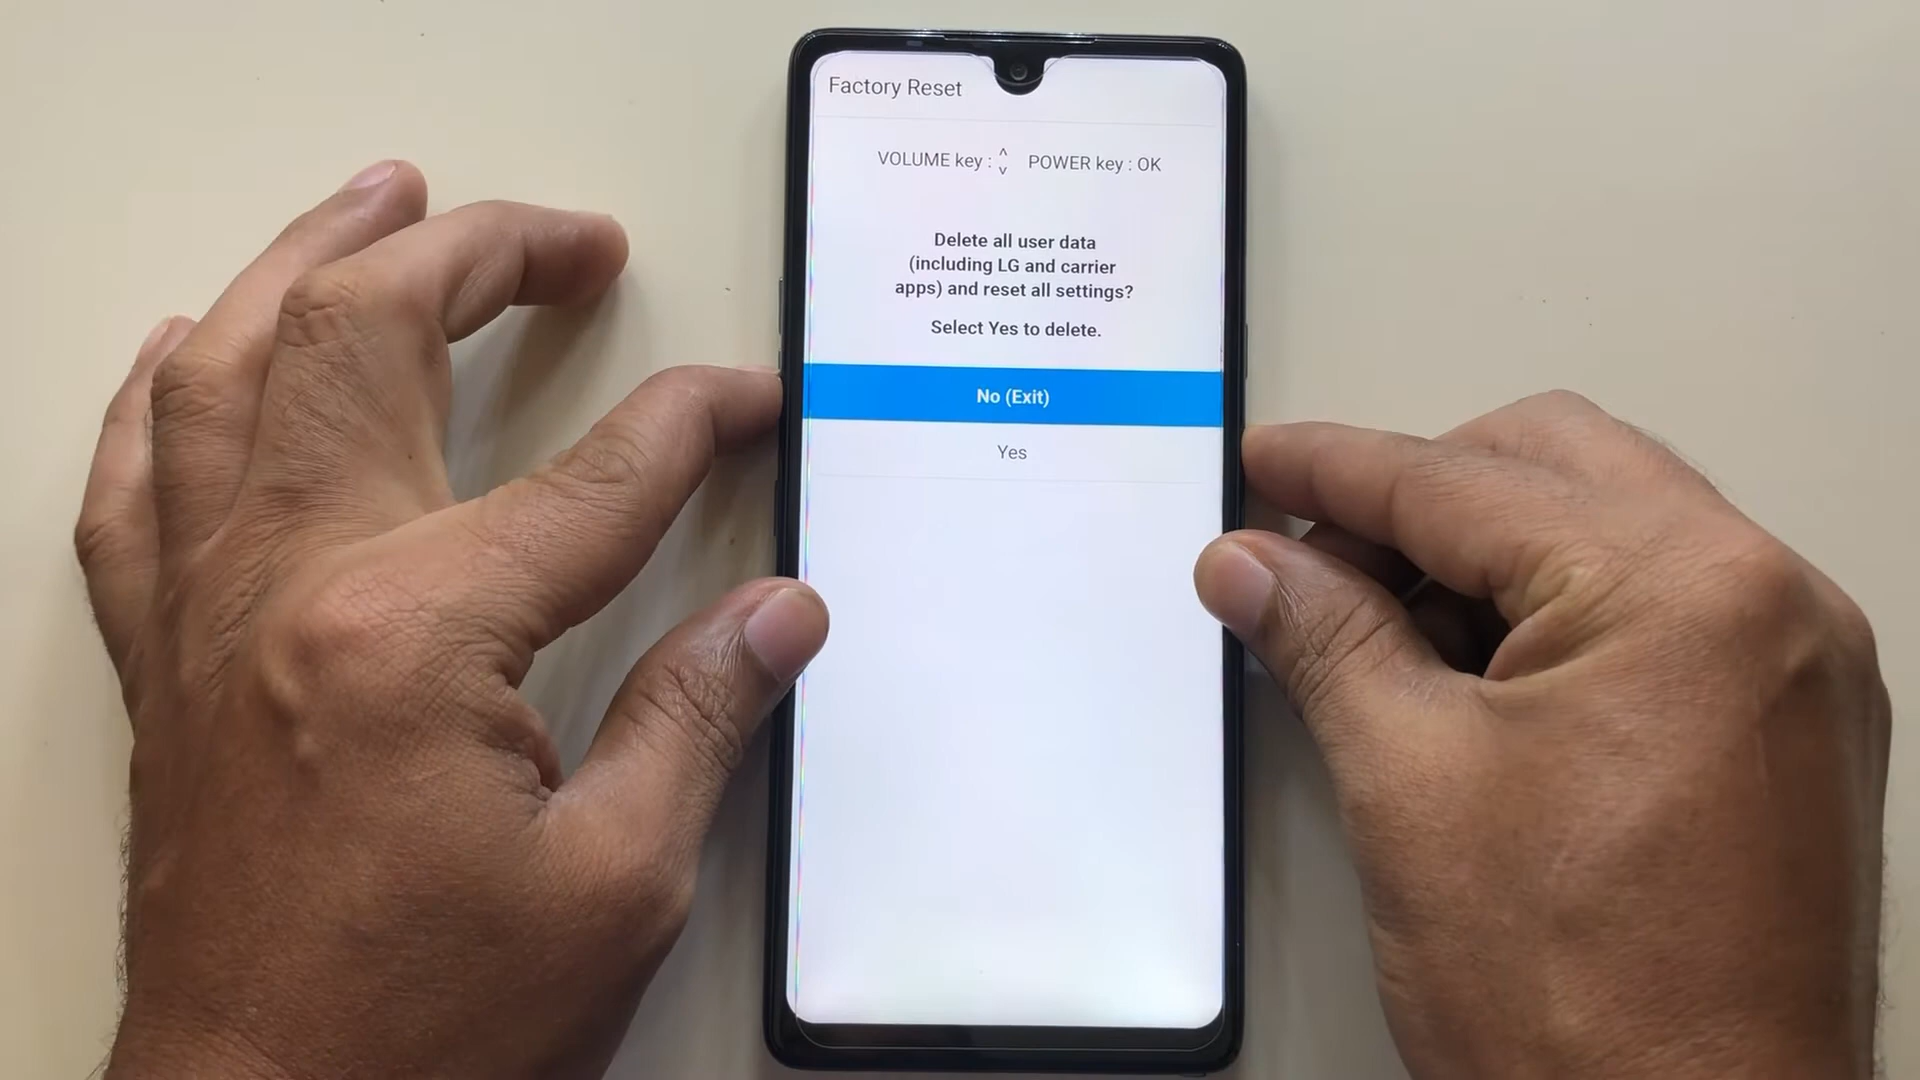 Factory Reset
VOLUME key : ^ v POWER key : OK
Delete all user data
(including LG and carrier
apps) and reset all settings?
Select Yes to delete.
No (Exit)
Yes